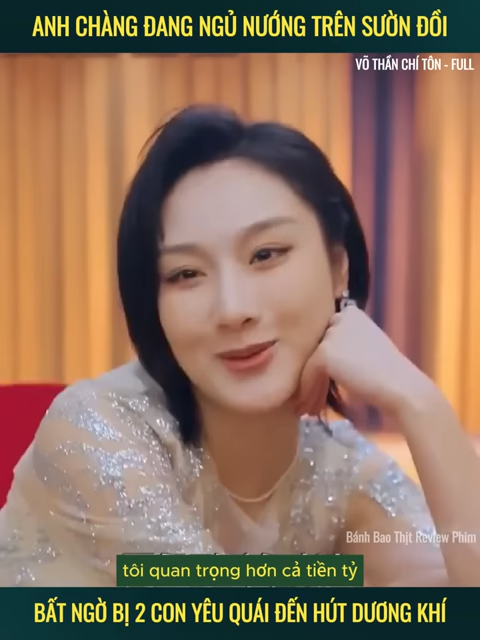 ANH CHÀNG ĐANG NGỦ NƯỚNG TRÊN SƯỜN ĐỒI
VÕ THẦN CHÍ TÔN - FULL
Bánh Bao Thịt Review Phim
tôi quan trọng hơn cả tiền tỷ
BẤT NGỜ BỊ 2 CON YÊU QUÁI ĐẾN HÚT DƯƠNG KHÍ